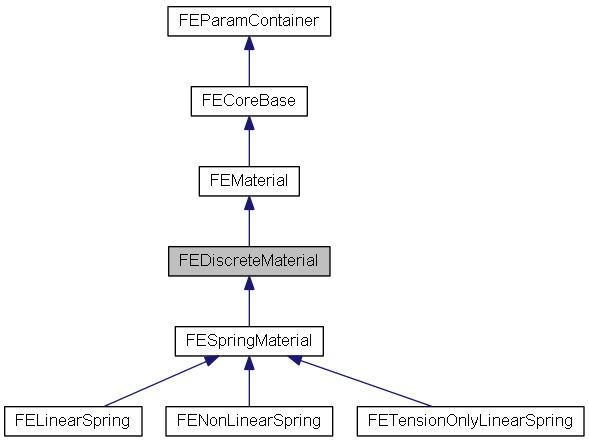 FEParamContainer
FECoreBase
FEMaterial
FEDiscreteMaterial
FESpringMaterial
FELinearSpring
FENonLinearSpring
FETensionOnlyLinearSpring